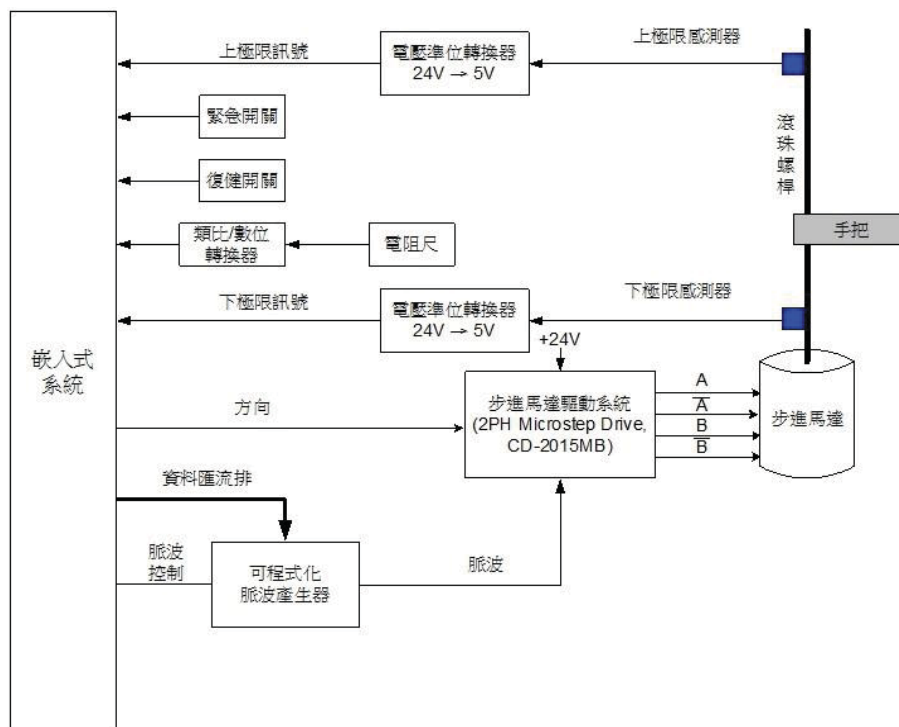 上極限訊號
電壓準位轉換器
24V → 5V
上極限感測器
緊急開關
滾
珠
螺
桿
復健開關
類比/數位
轉換器
電阻尺
手把
下極限訊號
電壓準位轉換器
24V → 5V
下極限感測器
+24V
嵌入式
系統
方向
步進馬達驅動系統
(2PH Microstep Drive,
CD-2015MB)
A
A̅
B
B̅
步進馬達
資料匯流排
脈波
控制
可程式化
脈波產生器
脈波